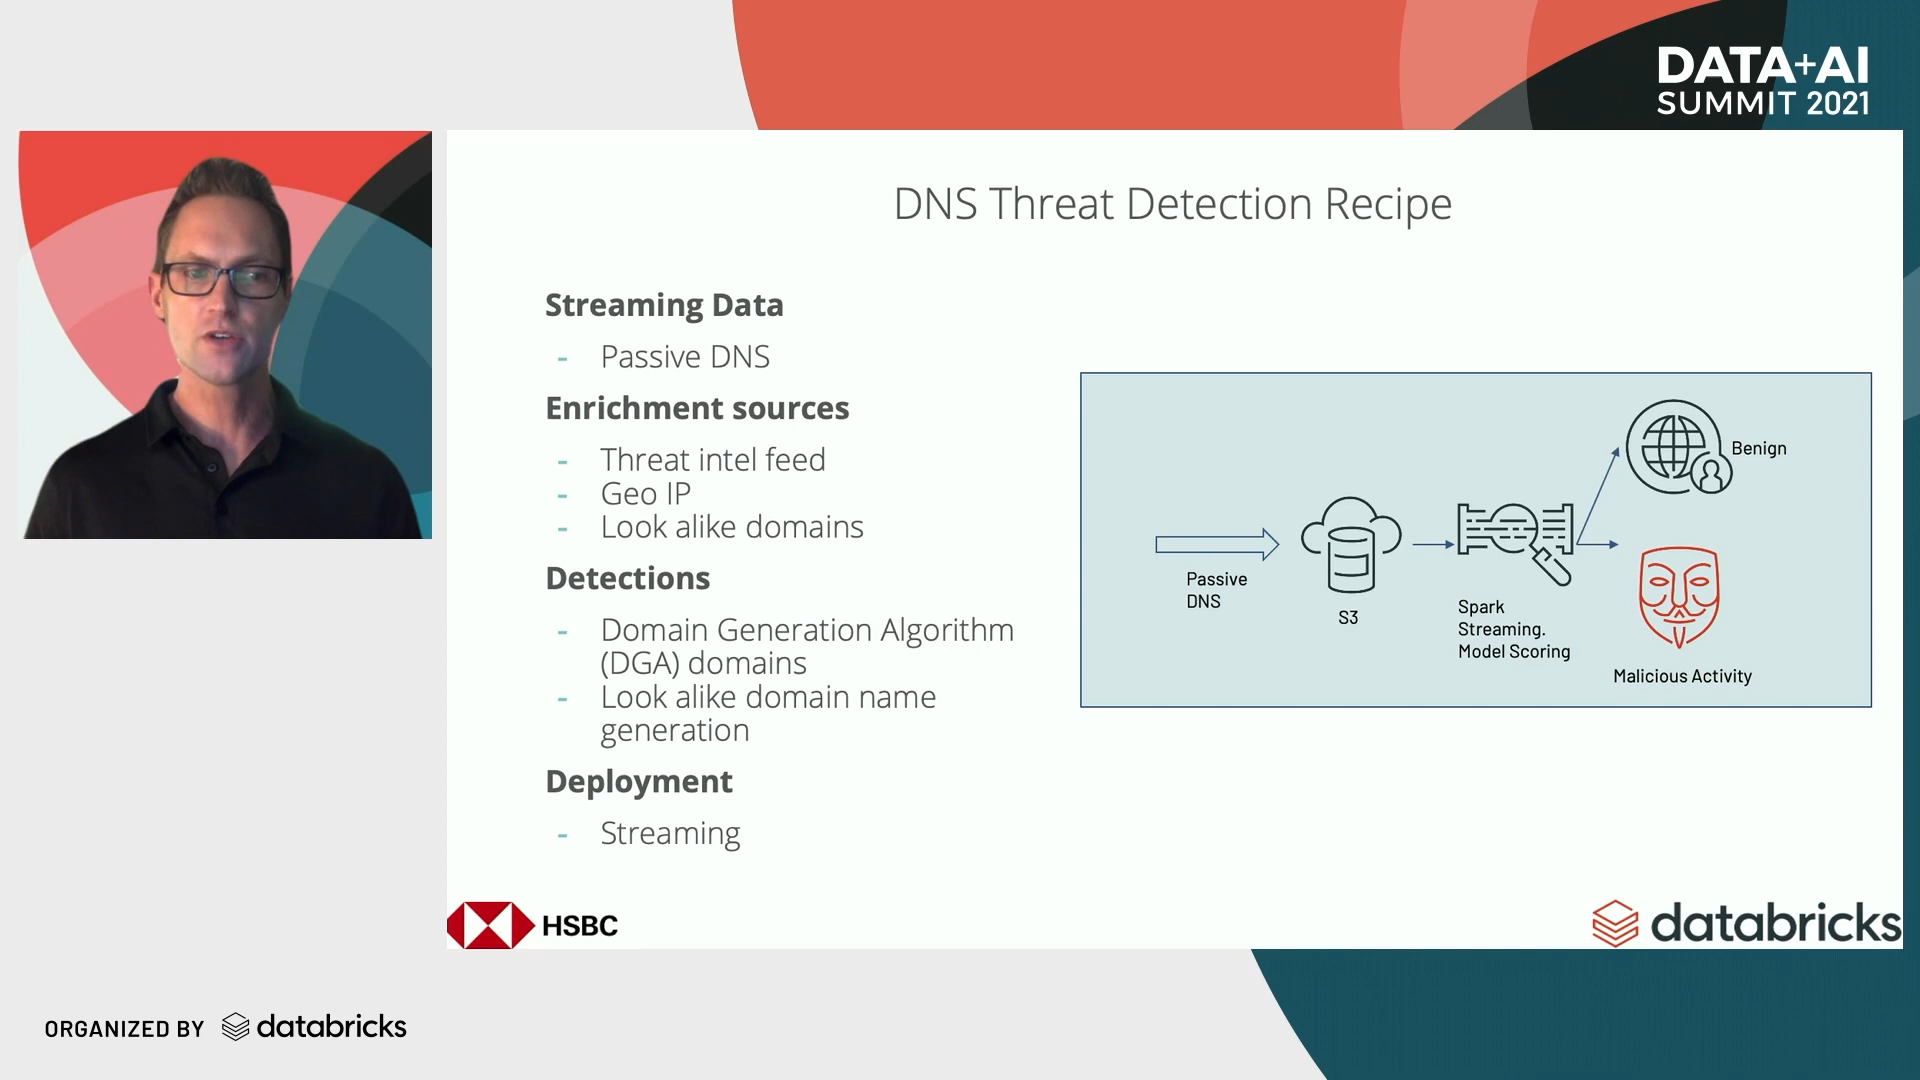 DATA+AI
SUMMIT 2021
DNS Threat Detection Recipe
Streaming Data
- Passive DNS
Enrichment sources
- Threat intel feed
- Geo IP
- Look alike domains
Detections
- Domain Generation Algorithm
(DGA) domains
- Look alike domain name
generation
Deployment
- Streaming
Passive
DNS
S3
Spark
Streaming.
Model Scoring
Benign
Malicious Activity
HSBC
databricks
ORGANIZED BY databricks